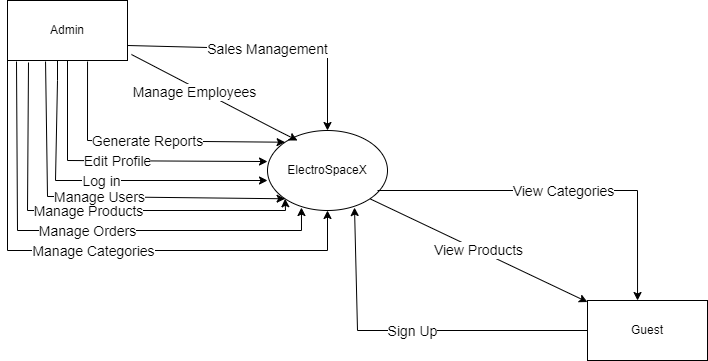 Admin
Sales Management
Manage Employees
Generate Reports
Edit Profile
ElectroSpaceX
Log in
View Categories
Manage Users
Manage Products
Manage Orders
Manage Categories
View Products
Sign Up
Guest